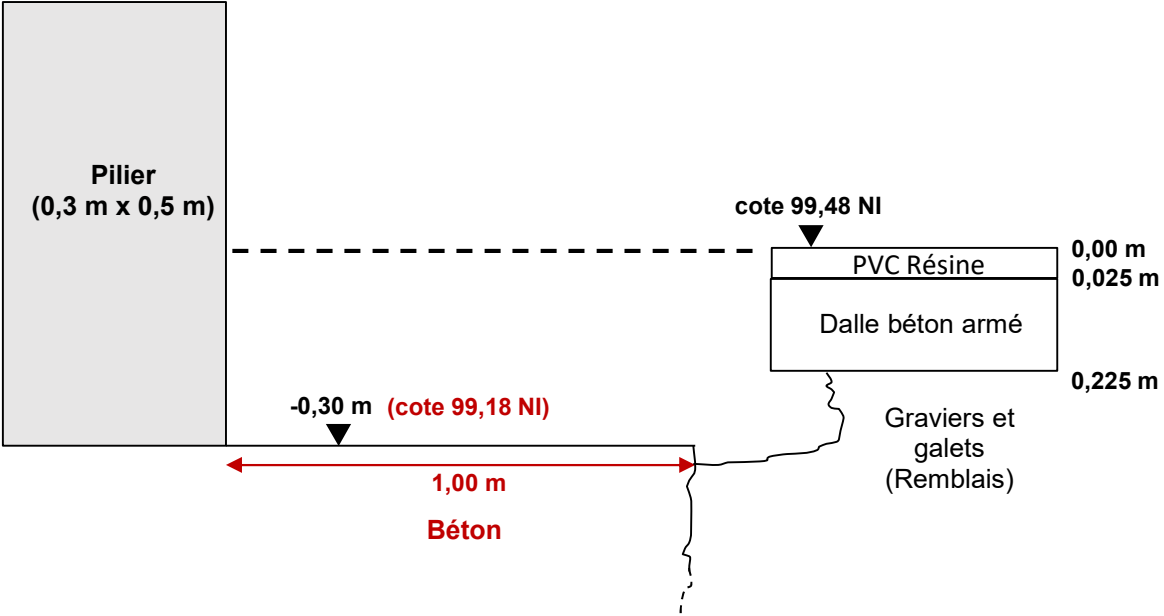 Pilier
(0,3 m x 0,5 m)
cote 99,48 NI
0,00 m
PVC Résine
0,025 m
Dalle béton armé
0,225 m
-0,30 m (cote 99,18 NI)
Graviers et
galets
(Remblais)
1,00 m
Béton